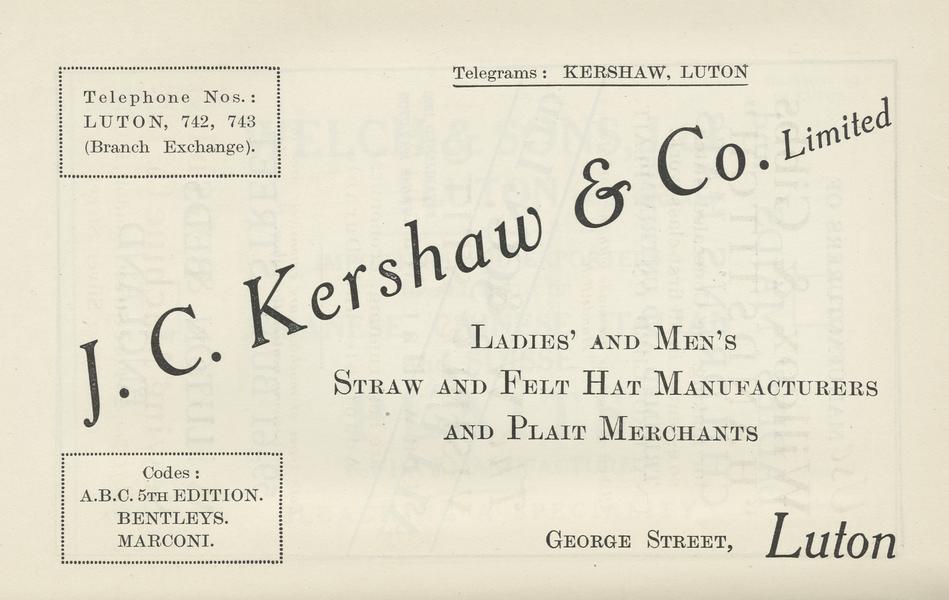 Telephone Nos.:
LUTON, 742, 743
(Branch Exchange).
Telegrams: KERSHAW, LUTON
J. C. Kershaw & Co. Limited
Ladies' and Men's
Straw and Felt Hat Manufacturers
and Plait Merchants
Codes:
A.B.C. 5TH EDITION.
BENTLEYS.
MARCONI.
George Street, Luton